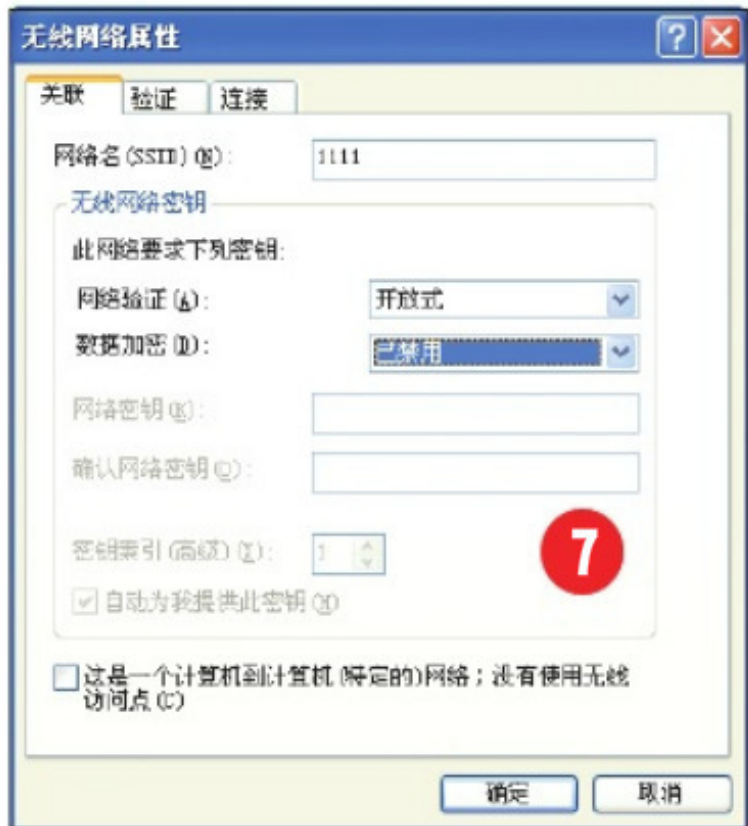 无线网络属性
关联 验证 连接
网络名(SSID)(N): 1111
无线网络密钥
此网络要求下列密钥:
网络验证(A): 开放式
数据加密(D): 已禁用
网络密钥(K):
确认网络密钥(O):
密钥索引(高级)(X): 1
自动为我提供此密钥(H)
7
这是一个计算机到计算机(特定的)网络；没有使用无线
访问点(C)
确定 取消